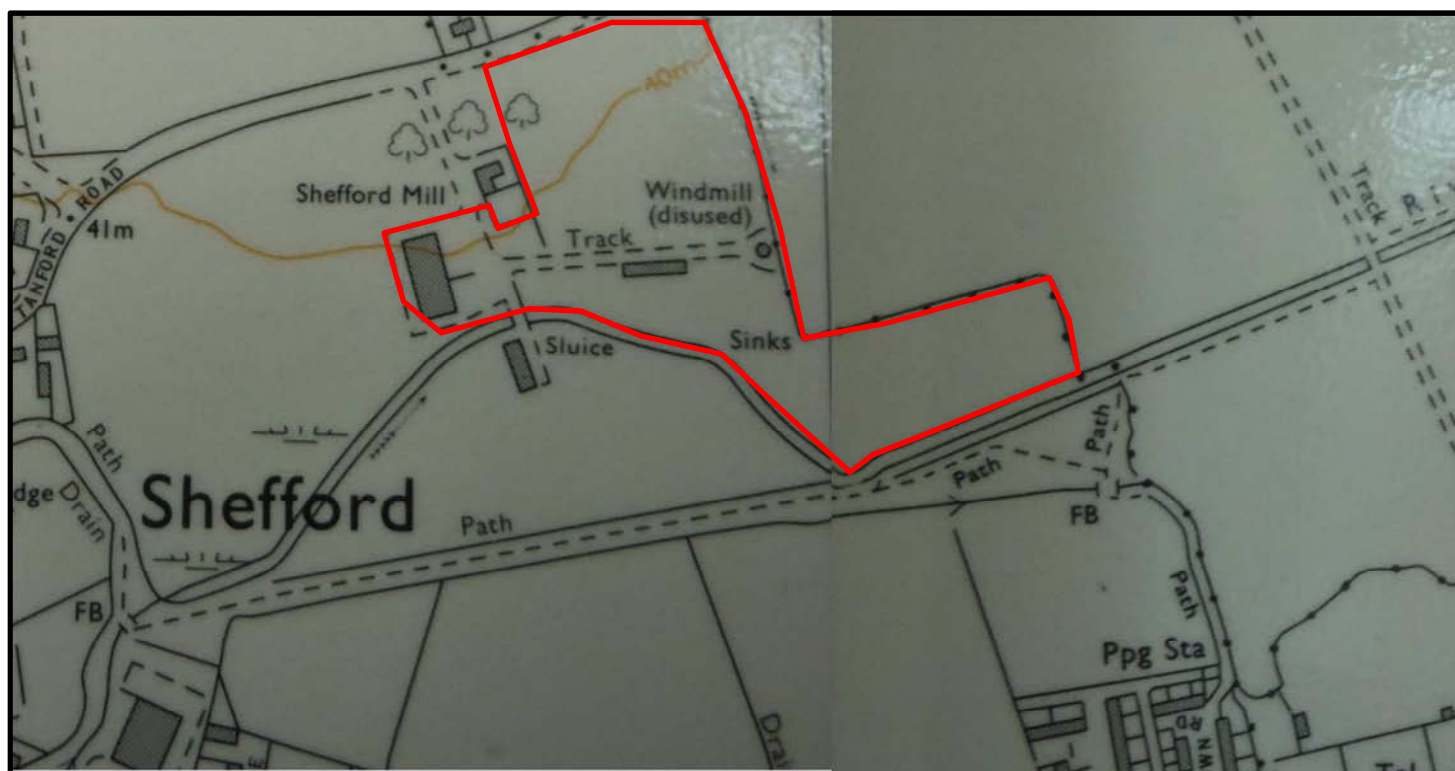 40m
Shefford Mill
Windmill
(disused)
TANFORD ROAD
41m
Track
Track
R
Sinks
Sluice
Path
Path
Path
dge Drain
Shefford
Path
Path
FB
FB
Path
Ppg Sta
RD
Drai